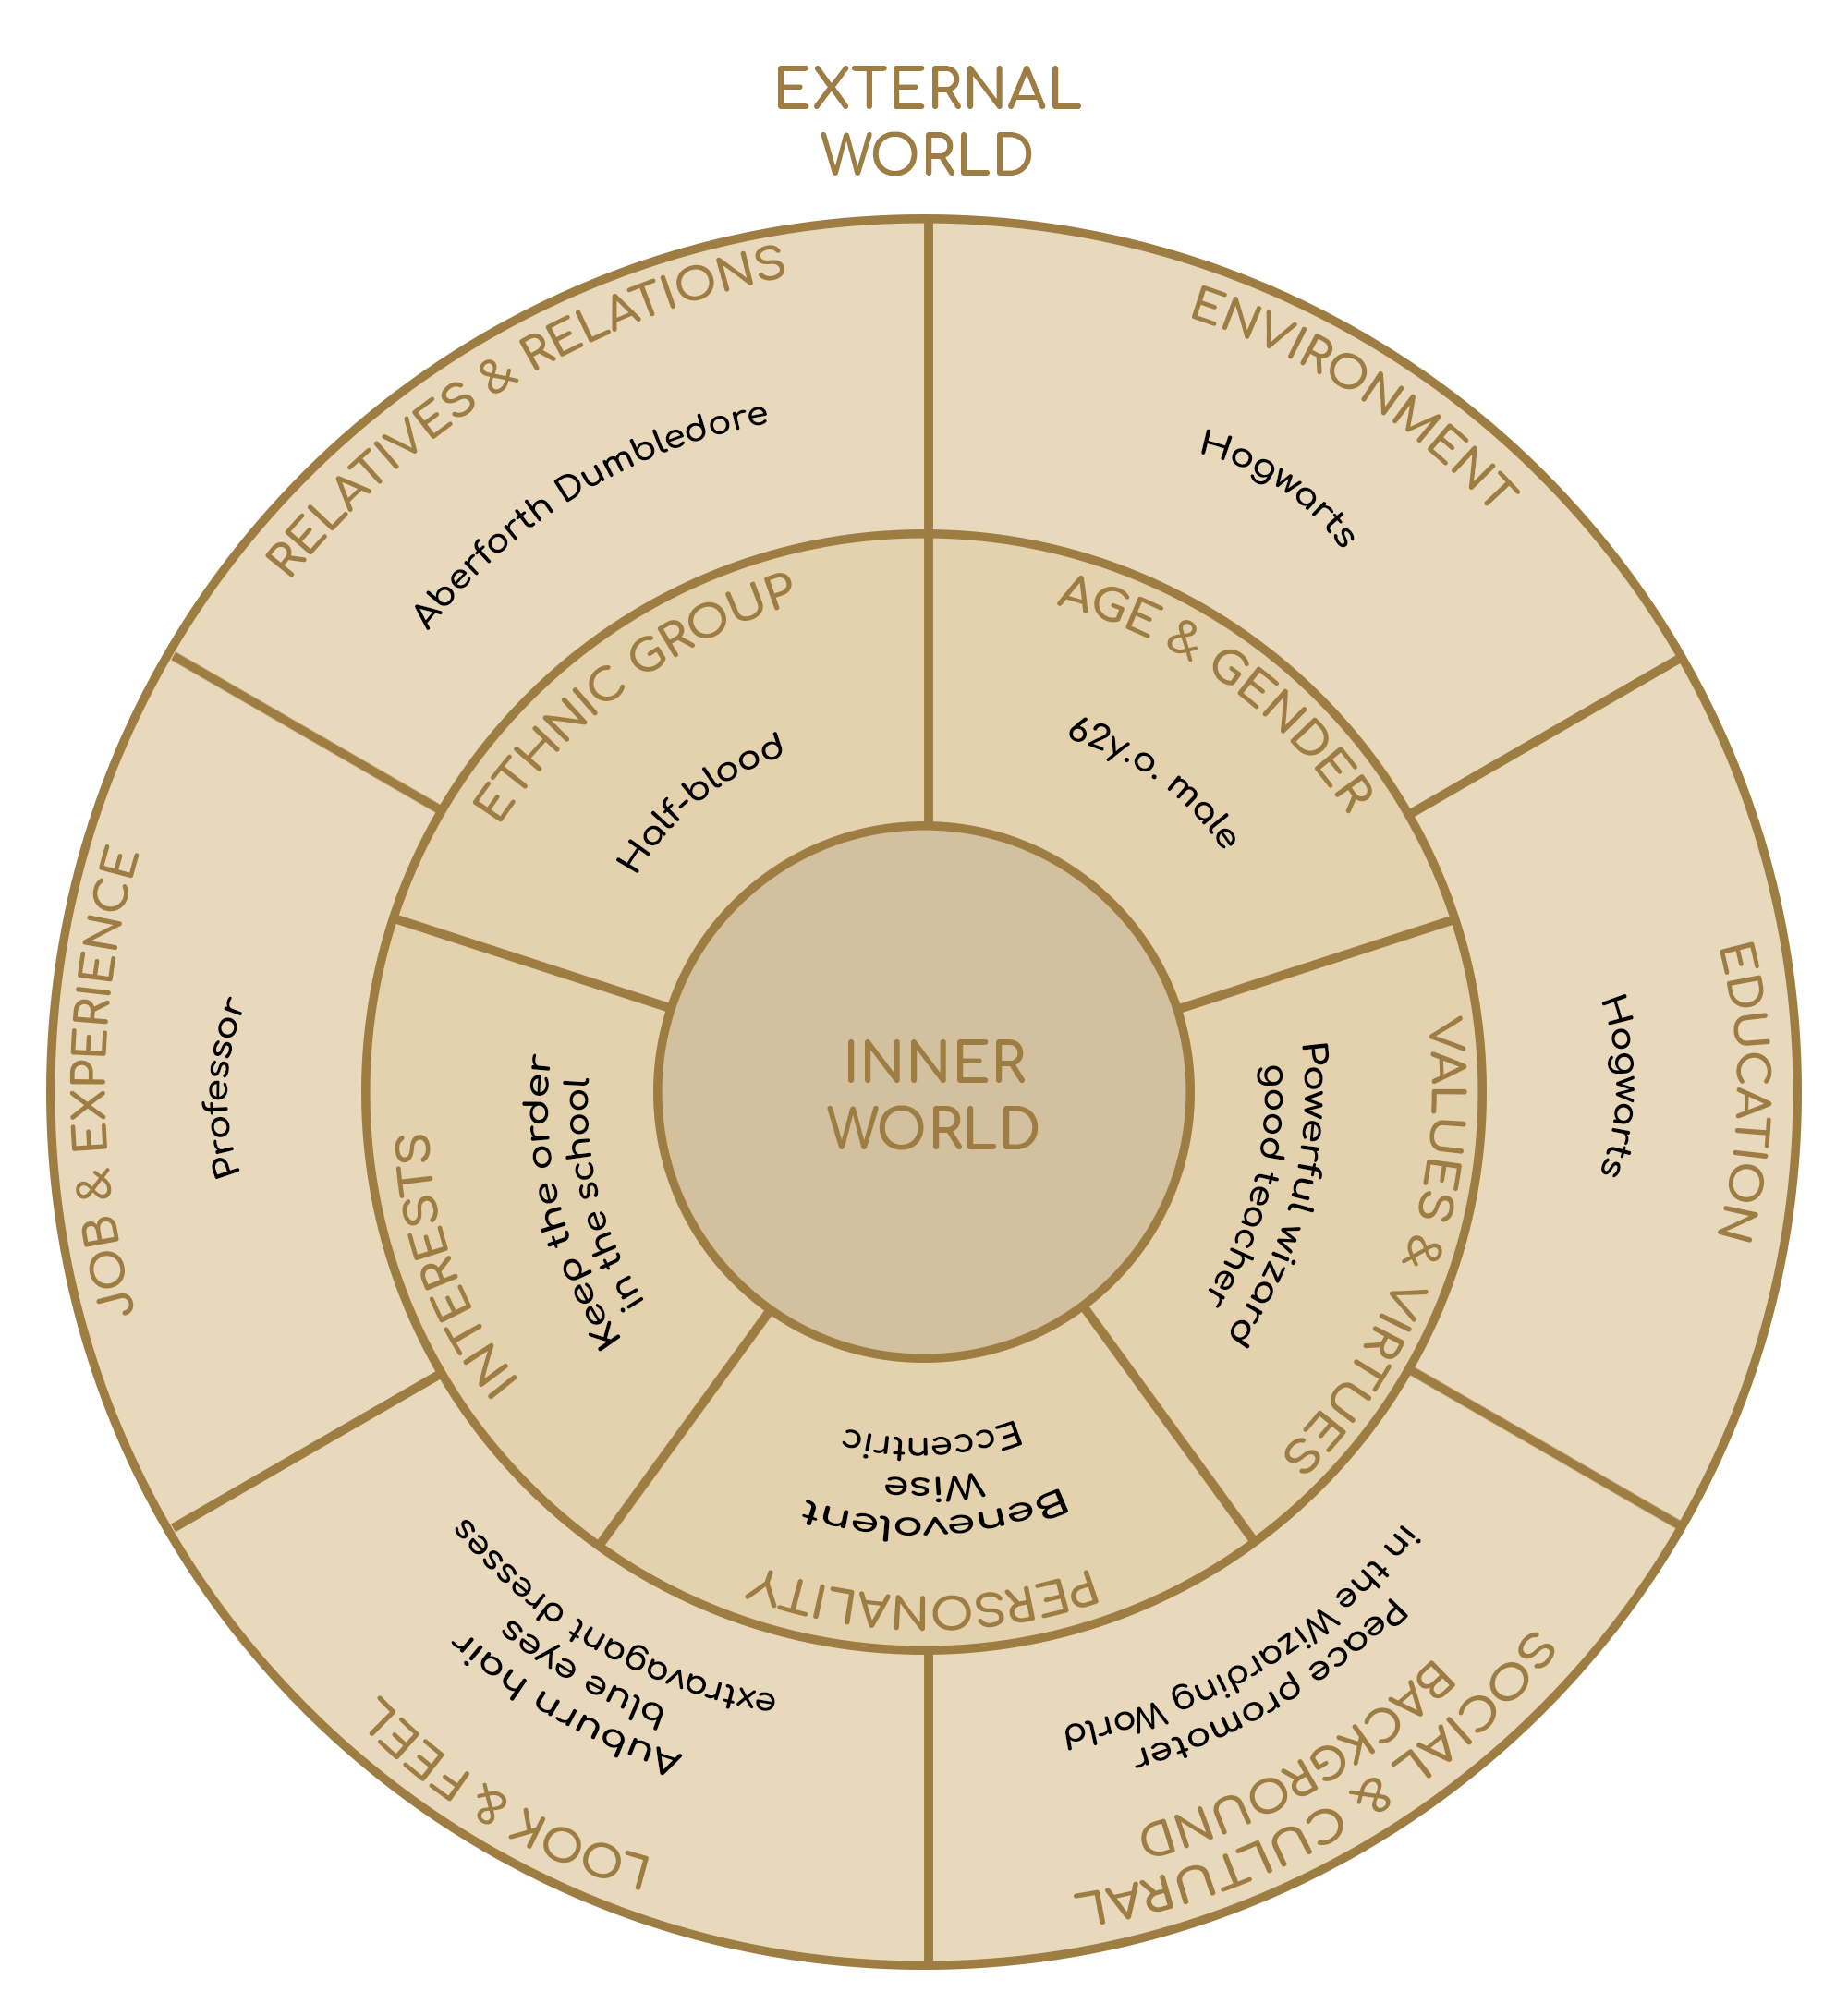 EXTERNAL
WORLD
RELATIVES & RELATIONS
Aberforth Dumbledore
ENVIRONMENT
Hogwarts
EDUCATION
Hogwarts
SOCIAL & CULTURAL
BACKGROUND
Peace promoter
in the Wizarding World
LOOK & FEEL
Auburn hair
blue eyes
extravagant dresses
JOB & EXPERIENCE
Professor
ETHNIC GROUP
Half-blood
AGE & GENDER
62y.o. male
VALUES & VIRTUES
Powerful wizard
good teacher
PERSONALITY
Benevolent
Wise
Eccentric
INTERESTS
Keep the order
in the school
INNER
WORLD